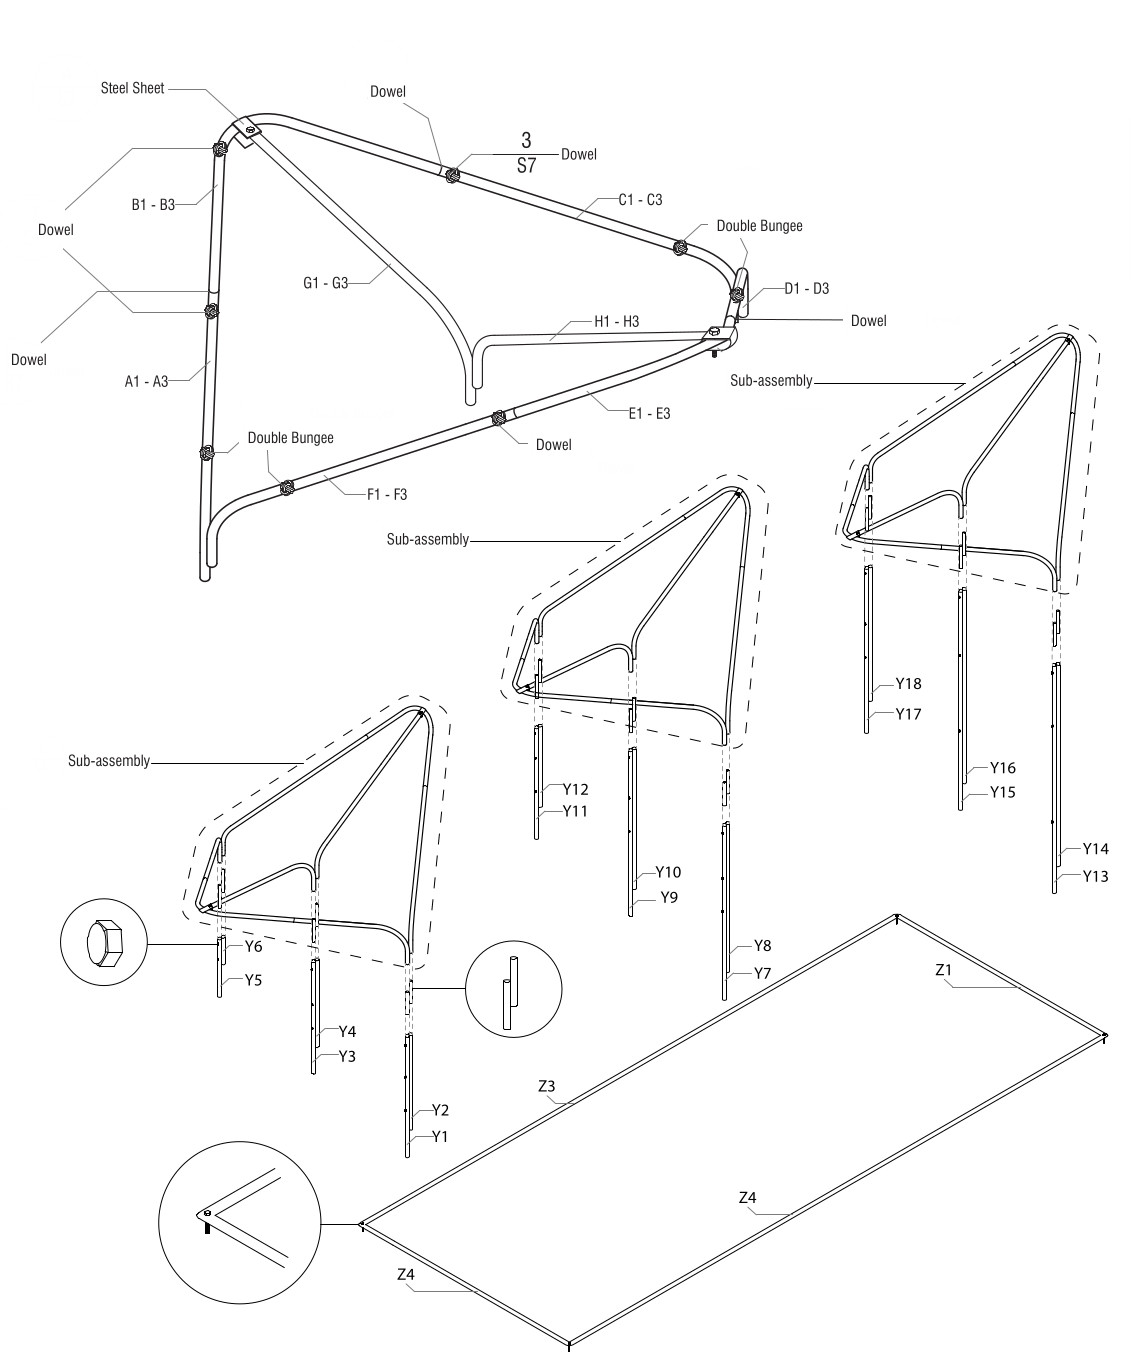 Steel Sheet
Dowel
3
S7
Dowel
B1 - B3
C1 - C3
Dowel
Double Bungee
G1 - G3
D1 - D3
H1 - H3
Dowel
Dowel
A1 - A3
Sub-assembly
E1 - E3
Double Bungee
Dowel
F1 - F3
Sub-assembly
Y18
Y17
Sub-assembly
Y16
Y12
Y15
Y11
Y14
Y10
Y13
Y9
Y8
Y6
Y7
Y5
Z1
Y4
Y3
Z3
Y2
Y1
Z4
Z4